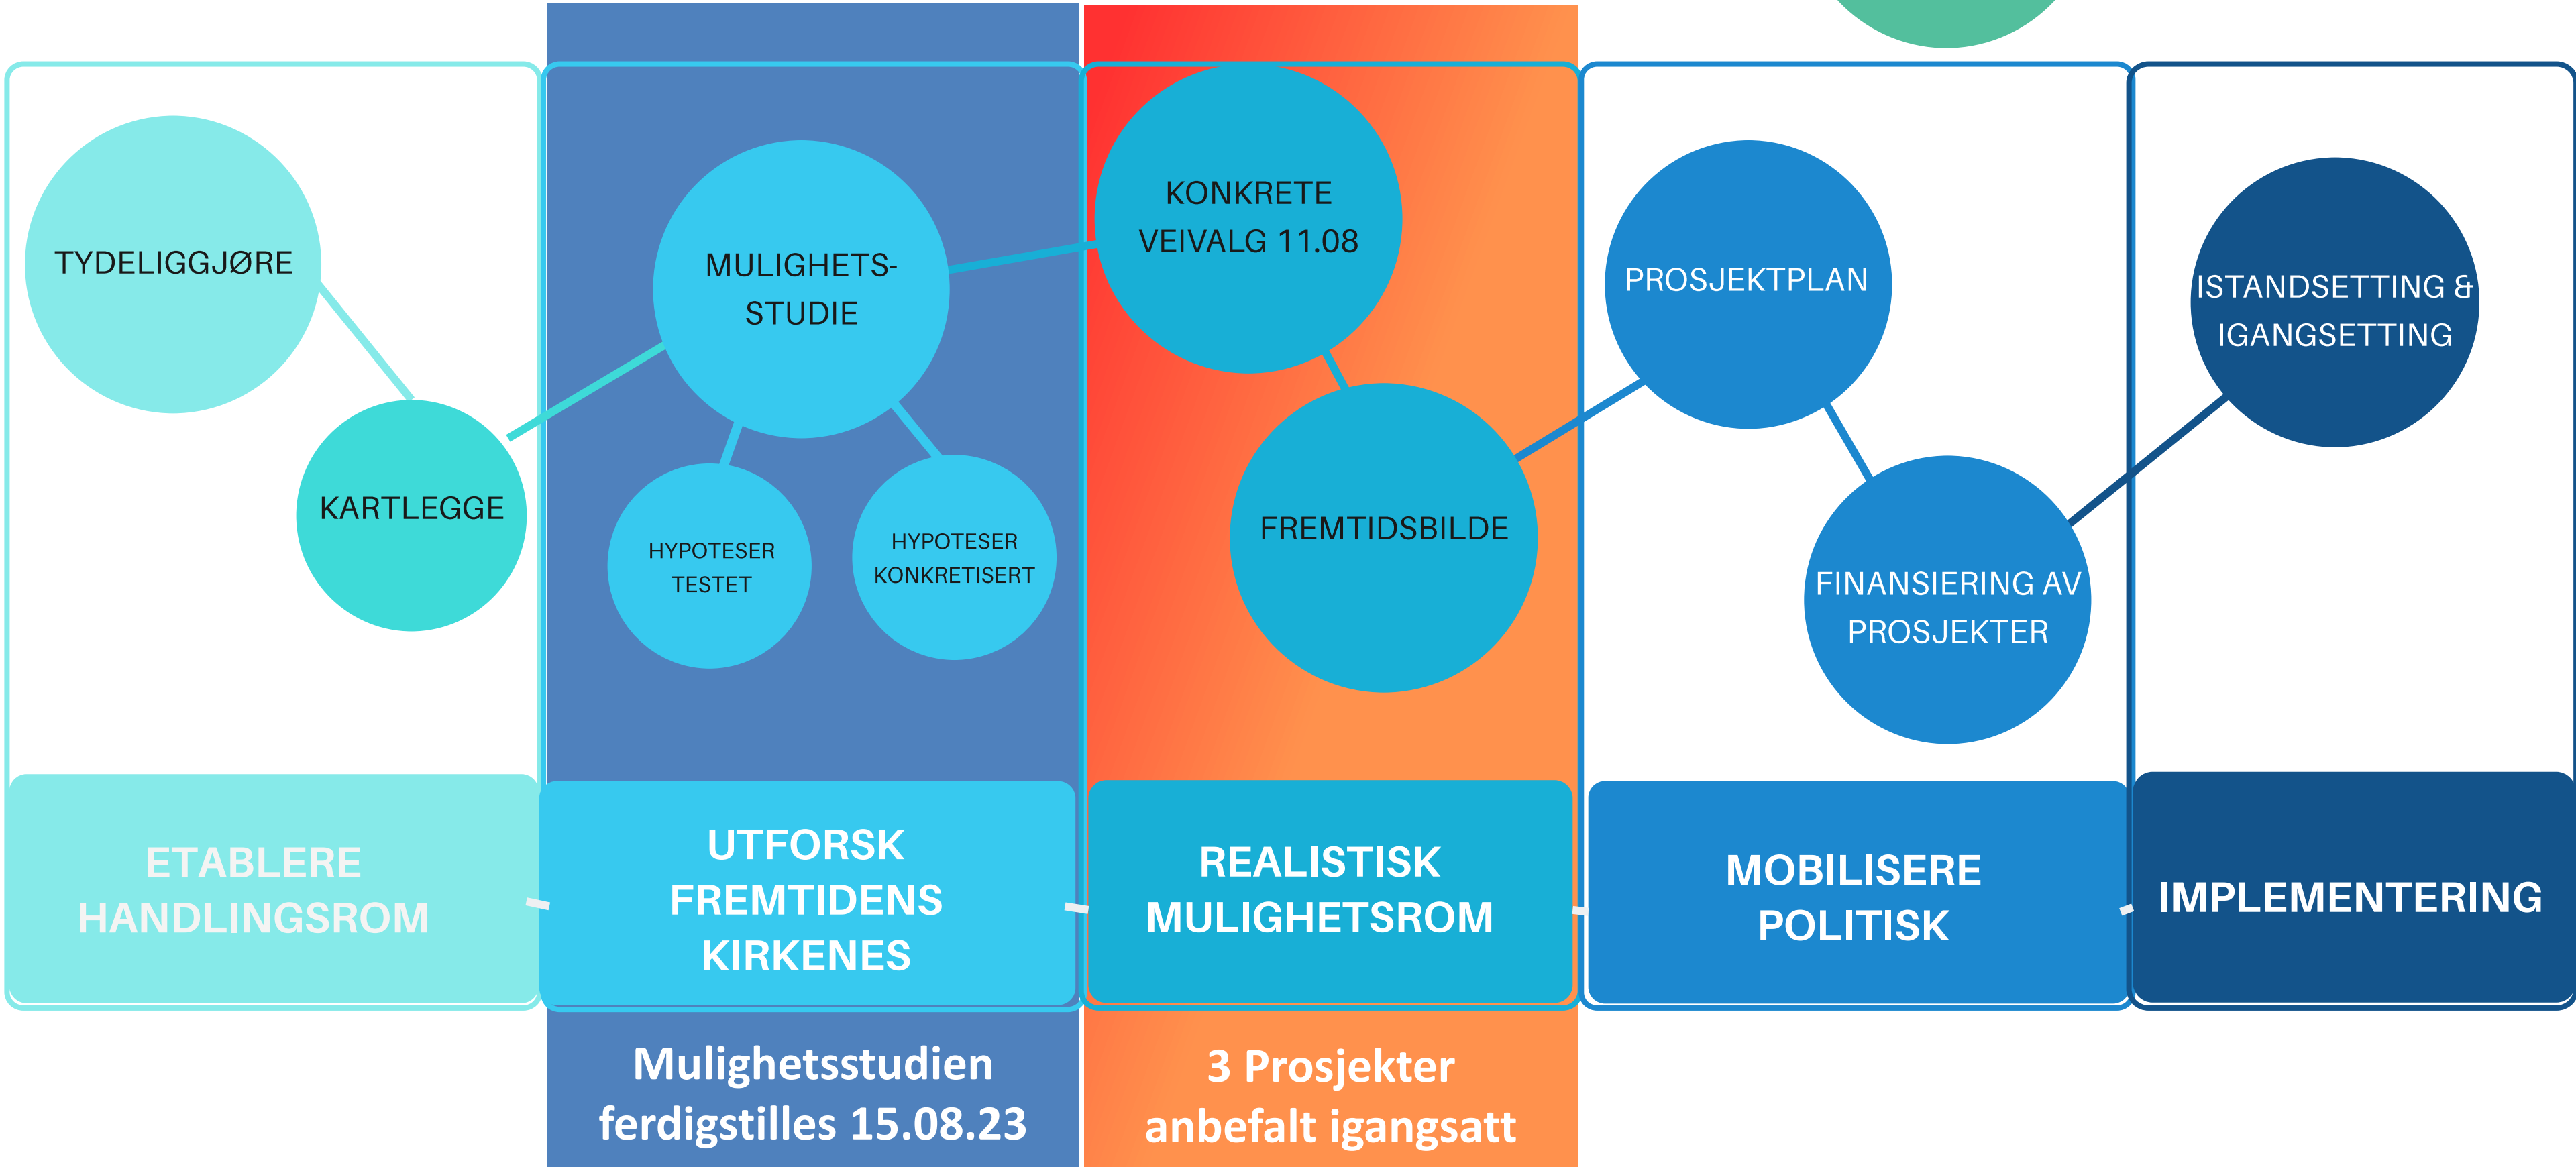 TYDELIGGJØRE
KARTLEGGE
ETABLERE
HANDLINGSROM
MULIGHETS-
STUDIE
HYPOTESER
TESTET
HYPOTESER
KONKRETISERT
UTFORSK
FREMTIDENS
KIRKENES
Mulighetsstudien
ferdigstilles 15.08.23
KONKRETE
VEIVALG 11.08
FREMTIDSBILDE
REALISTISK
MULIGHETSROM
3 Prosjekter
anbefalt igangsatt
PROSJEKTPLAN
FINANSIERING AV
PROSJEKTER
MOBILISERE
POLITISK
ISTANDSETTING &
IGANGSETTING
IMPLEMENTERING